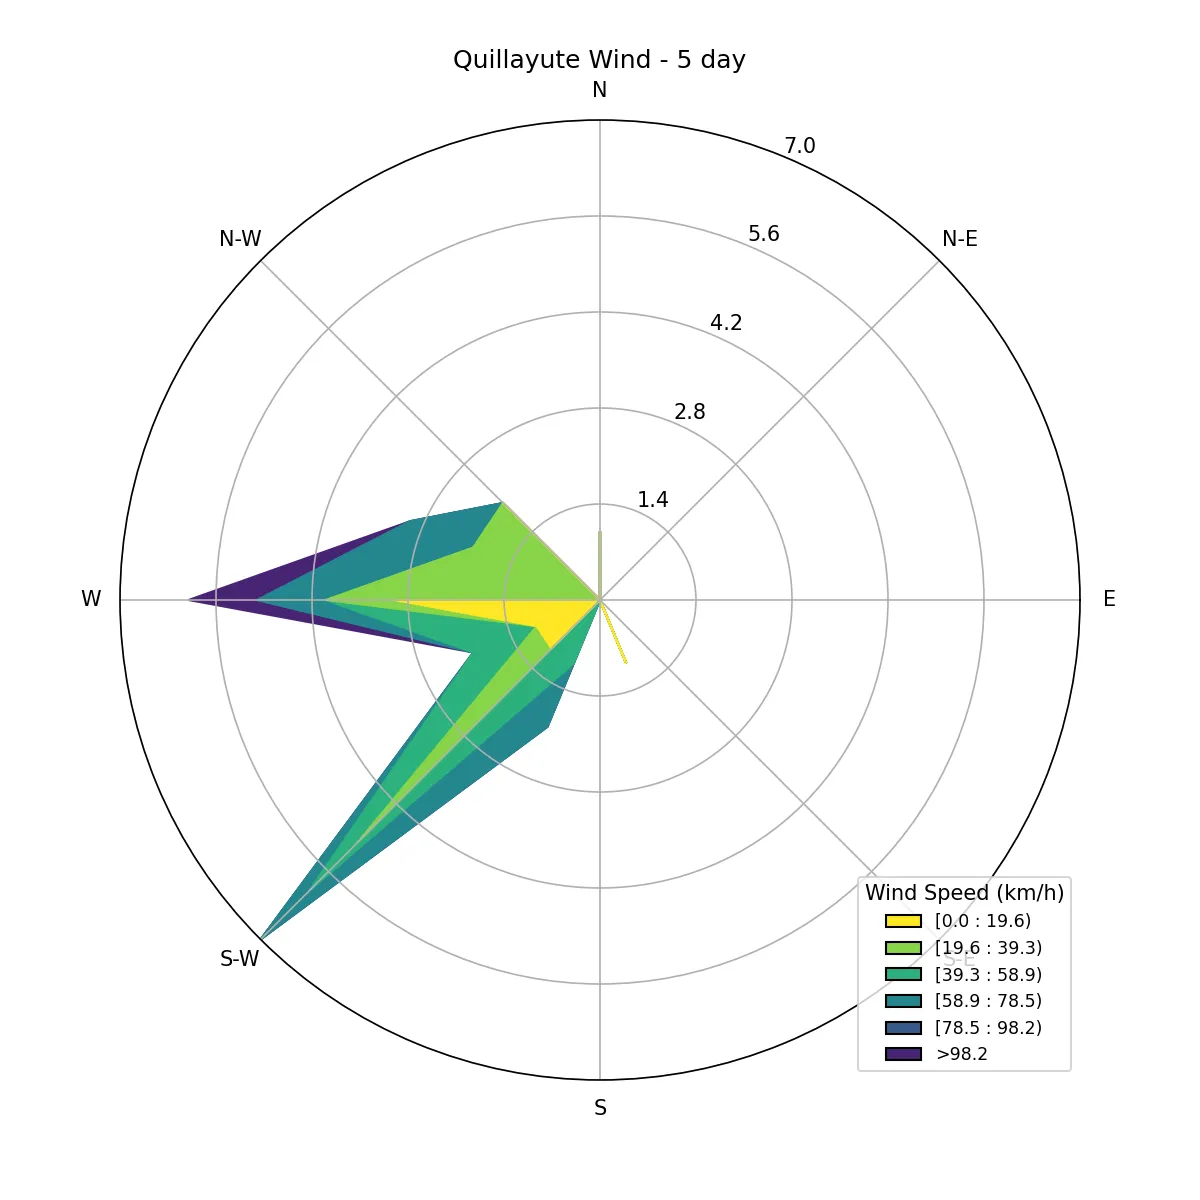 Quillayute Wind - 5 day
N
7.0
5.6
N-W
N-E
4.2
2.8
1.4
W
E
S-W
S-E
S
Wind Speed (km/h)
[0.0 : 19.6)
[19.6 : 39.3)
[39.3 : 58.9)
[58.9 : 78.5)
[78.5 : 98.2)
>98.2